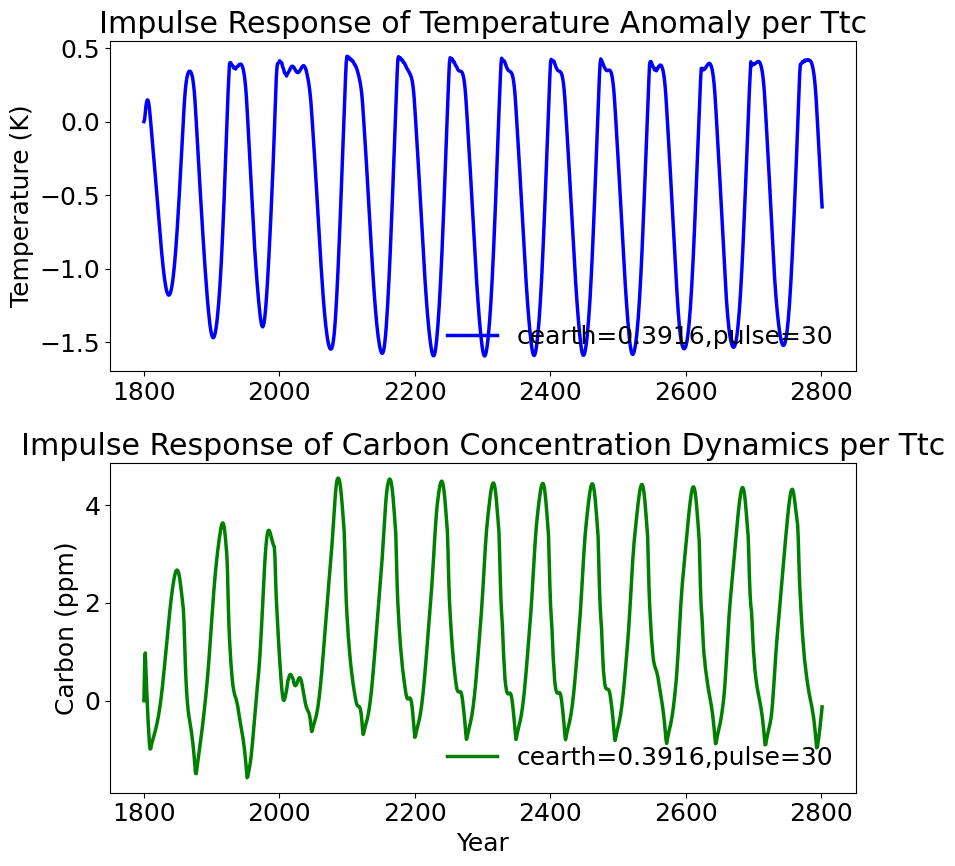 Impulse Response of Temperature Anomaly per Ttc
Temperature (K)
0.5
0.0
−0.5
−1.0
−1.5
cearth=0.3916,pulse=30
1800 2000 2200 2400 2600 2800
Impulse Response of Carbon Concentration Dynamics per Ttc
Carbon (ppm)
4
2
0
cearth=0.3916,pulse=30
1800 2000 2200 2400 2600 2800
Year